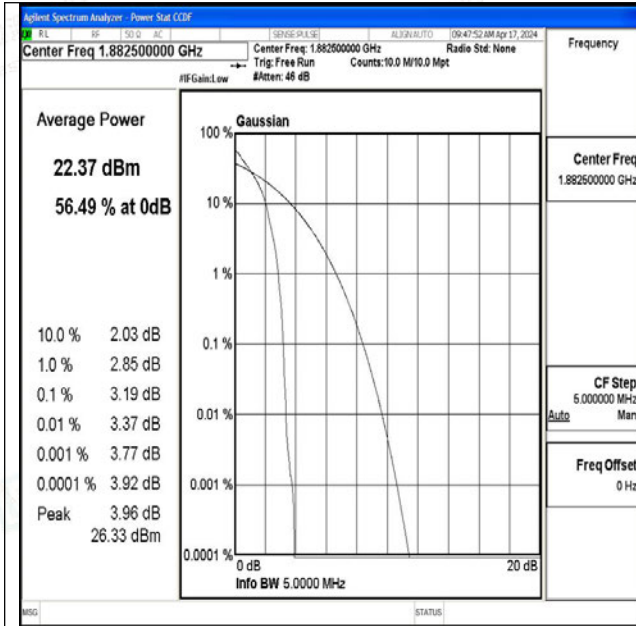 Agilent Spectrum Analyzer - Power Stat CCDF
RL RF 50 Ω AC SENSE:PULSE ALIGNAUTO 09:47:52 AM Apr 17, 2024
Center Freq 1.882500000 GHz
Center Freq: 1.882500000 GHz Radio Std: None
Trig: Free Run Counts:10.0 M/10.0 Mpt
#IFGain:Low #Atten: 46 dB
Frequency
Average Power
22.37 dBm
56.49 % at 0dB
10.0 % 2.03 dB
1.0 % 2.85 dB
0.1 % 3.19 dB
0.01 % 3.37 dB
0.001 % 3.77 dB
0.0001 % 3.92 dB
Peak 3.96 dB
26.33 dBm
Gaussian
100 %
10 %
1 %
0.1 %
0.01 %
0.001 %
0.0001 %
0 dB 20 dB
Info BW 5.0000 MHz
Center Freq
1.882500000 GHz
CF Step
5.000000 MHz
Auto Man
Freq Offset
0 Hz
MSG STATUS